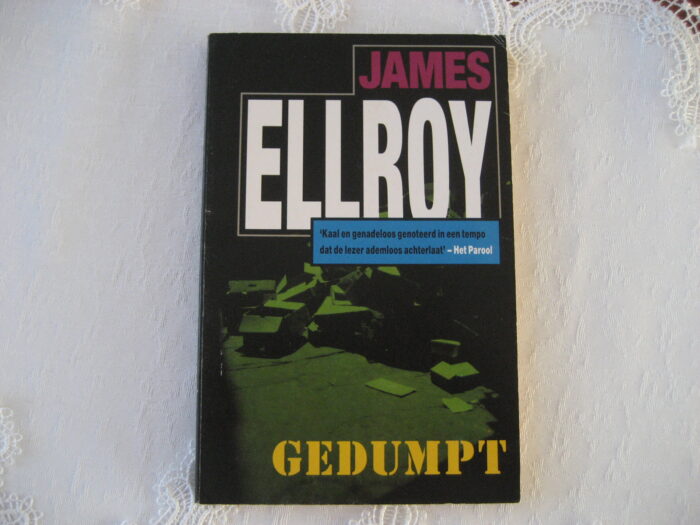 JAMES
ELLROY
'Kaal en genadeloos genoteerd in een tempo
dat de lezer ademloos achterlaat' – Het Parool
GEDUMPT